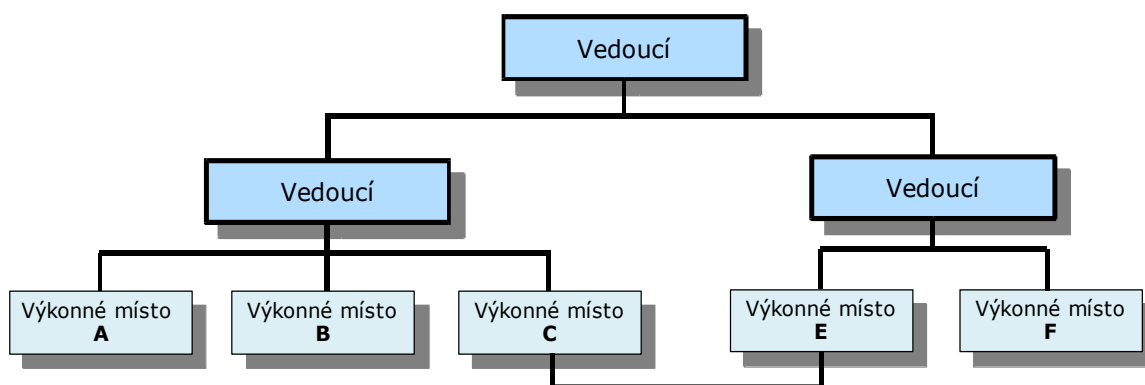 Vedoucí
Vedoucí
Vedoucí
Výkonné místo
A
Výkonné místo
B
Výkonné místo
C
Výkonné místo
E
Výkonné místo
F